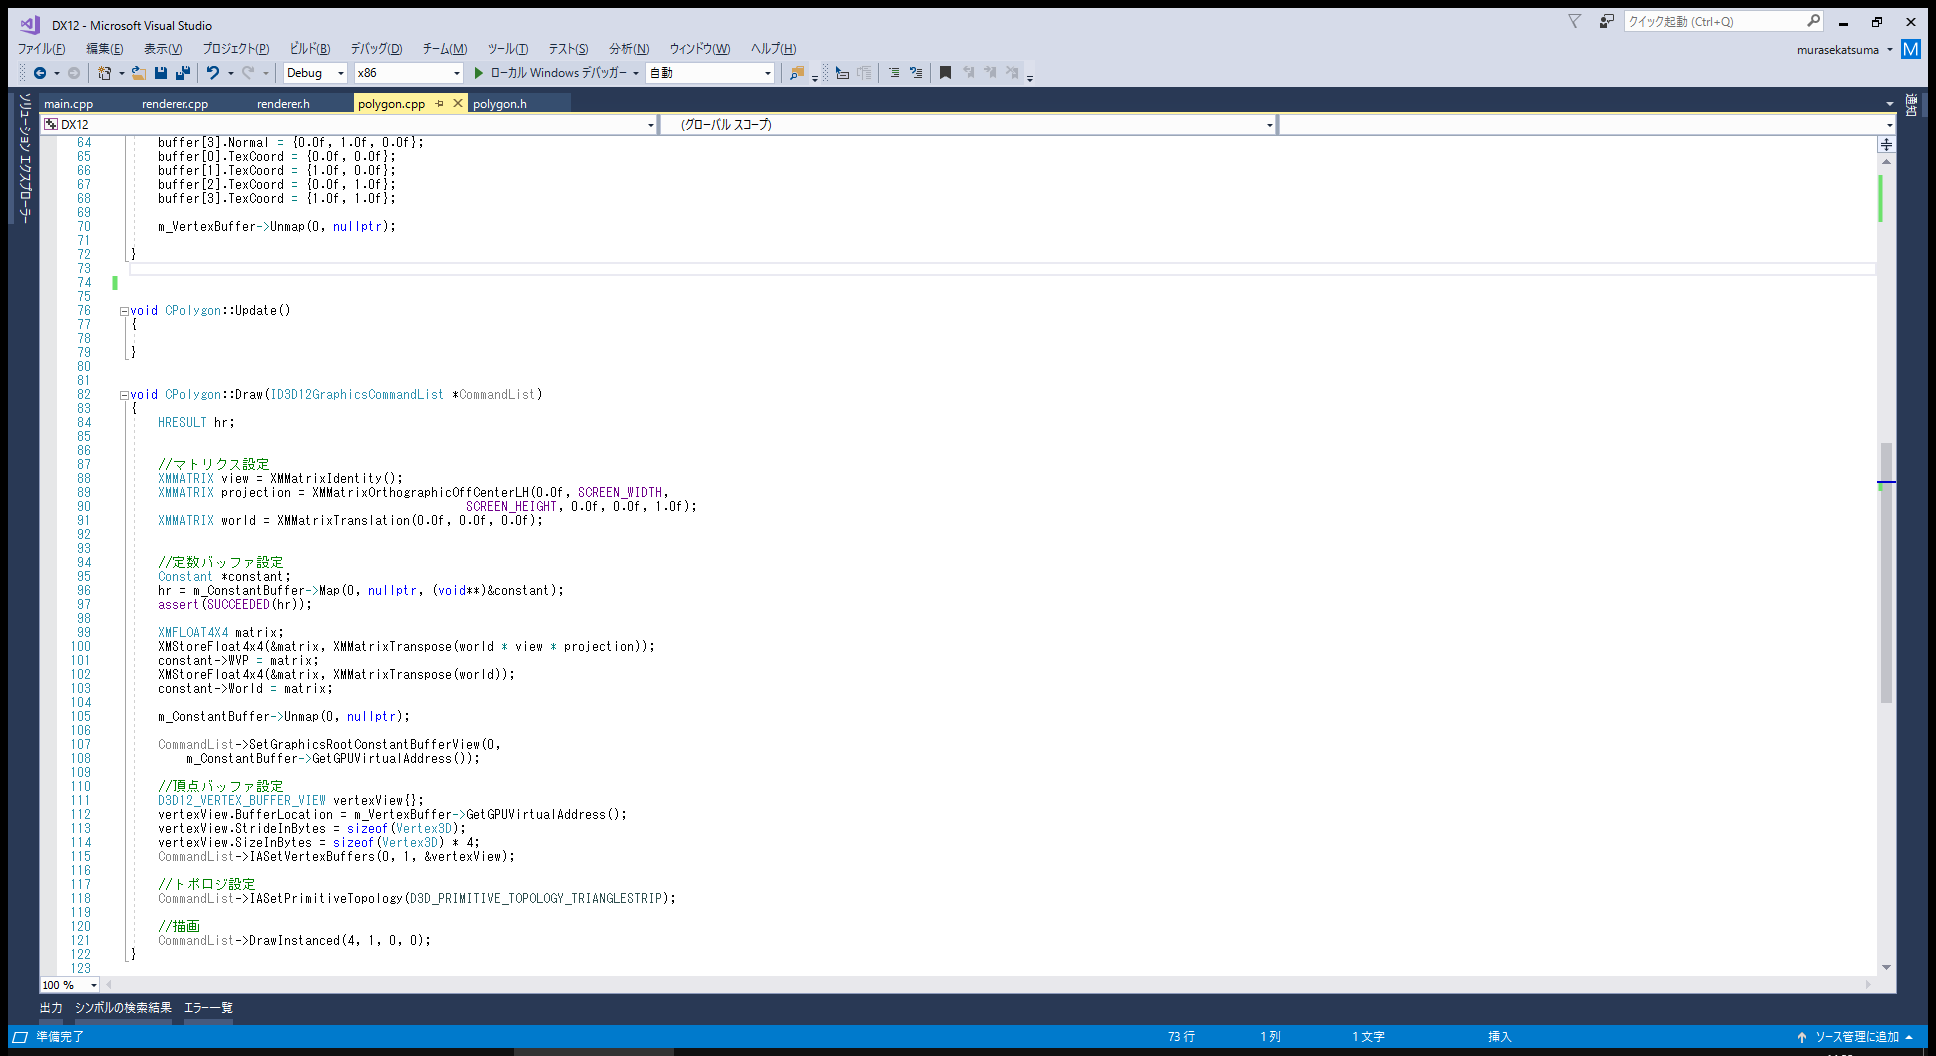 DX12 - Microsoft Visual Studio
クイック起動 (Ctrl+Q)
ファイル(F) 編集(E) 表示(V) プロジェクト(P) ビルド(B) デバッグ(D) チーム(M) ツール(T) テスト(S) 分析(N) ウィンドウ(W) ヘルプ(H)
murasekatsuma M
Debug x86 ローカル Windows デバッガー 自動
ソリューション エクスプローラー
通知
main.cpp renderer.cpp renderer.h polygon.cpp polygon.h
DX12 (グローバル スコープ)
64 buffer[3].Normal = {0.0f, 1.0f, 0.0f};
65 buffer[0].TexCoord = {0.0f, 0.0f};
66 buffer[1].TexCoord = {1.0f, 0.0f};
67 buffer[2].TexCoord = {0.0f, 1.0f};
68 buffer[3].TexCoord = {1.0f, 1.0f};
69
70 m_VertexBuffer->Unmap(0, nullptr);
71
72 }
73
74
75
76 void CPolygon::Update()
77 {
78
79 }
80
81
82 void CPolygon::Draw(ID3D12GraphicsCommandList *CommandList)
83 {
84 HRESULT hr;
85
86
87 //マトリクス設定
88 XMMATRIX view = XMMatrixIdentity();
89 XMMATRIX projection = XMMatrixOrthographicOffCenterLH(0.0f, SCREEN_WIDTH,
90 SCREEN_HEIGHT, 0.0f, 0.0f, 1.0f);
91 XMMATRIX world = XMMatrixTranslation(0.0f, 0.0f, 0.0f);
92
93
94 //定数バッファ設定
95 Constant *constant;
96 hr = m_ConstantBuffer->Map(0, nullptr, (void**)&constant);
97 assert(SUCCEEDED(hr));
98
99 XMFLOAT4X4 matrix;
100 XMStoreFloat4x4(&matrix, XMMatrixTranspose(world * view * projection));
101 constant->WVP = matrix;
102 XMStoreFloat4x4(&matrix, XMMatrixTranspose(world));
103 constant->World = matrix;
104
105 m_ConstantBuffer->Unmap(0, nullptr);
106
107 CommandList->SetGraphicsRootConstantBufferView(0,
108 m_ConstantBuffer->GetGPUVirtualAddress());
109
110 //頂点バッファ設定
111 D3D12_VERTEX_BUFFER_VIEW vertexView{};
112 vertexView.BufferLocation = m_VertexBuffer->GetGPUVirtualAddress();
113 vertexView.StrideInBytes = sizeof(Vertex3D);
114 vertexView.SizeInBytes = sizeof(Vertex3D) * 4;
115 CommandList->IASetVertexBuffers(0, 1, &vertexView);
116
117 //トポロジ設定
118 CommandList->IASetPrimitiveTopology(D3D_PRIMITIVE_TOPOLOGY_TRIANGLESTRIP);
119
120 //描画
121 CommandList->DrawInstanced(4, 1, 0, 0);
122 }
123
100 %
出力 シンボルの検索結果 エラー一覧
準備完了 73 行 1 列 1 文字 挿入 ソース管理に追加